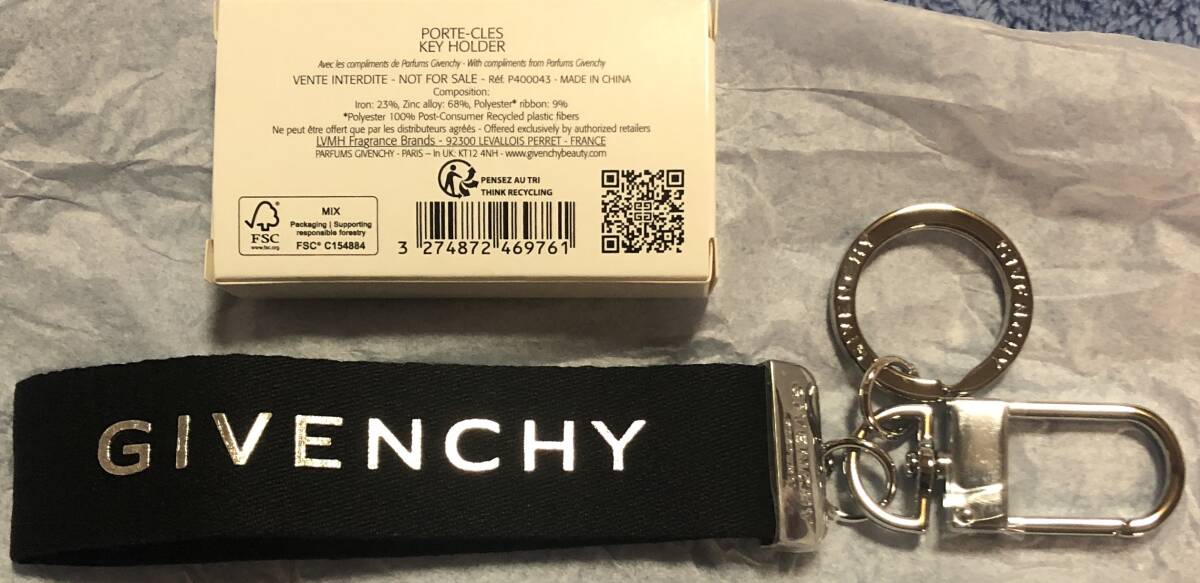 PORTE-CLES
KEY HOLDER
Avec les compliments de Parfums Givenchy - With compliments from Parfums Givenchy
VENTE INTERDITE - NOT FOR SALE - Réf. P400043 - MADE IN CHINA
Composition:
Iron: 23%, Zinc alloy: 68%, Polyester* ribbon: 9%
*Polyester 100% Post-Consumer Recycled plastic fibers
Ne peut être offert que par les distributeurs agréés - Offered exclusively by authorized retailers
LVMH Fragrance Brands - 92300 LEVALLOIS PERRET - FRANCE
PARFUMS GIVENCHY - PARIS – In UK: KT12 4NH - www.givenchybeauty.com
PENSEZ AU TRI
THINK RECYCLING
FSC
www.fsc.org
MIX
Packaging | Supporting
responsible forestry
FSC® C154884
3 274872 469761
GIVENCHY
GIVENCHY
GIVENCHY
GIVENCHY